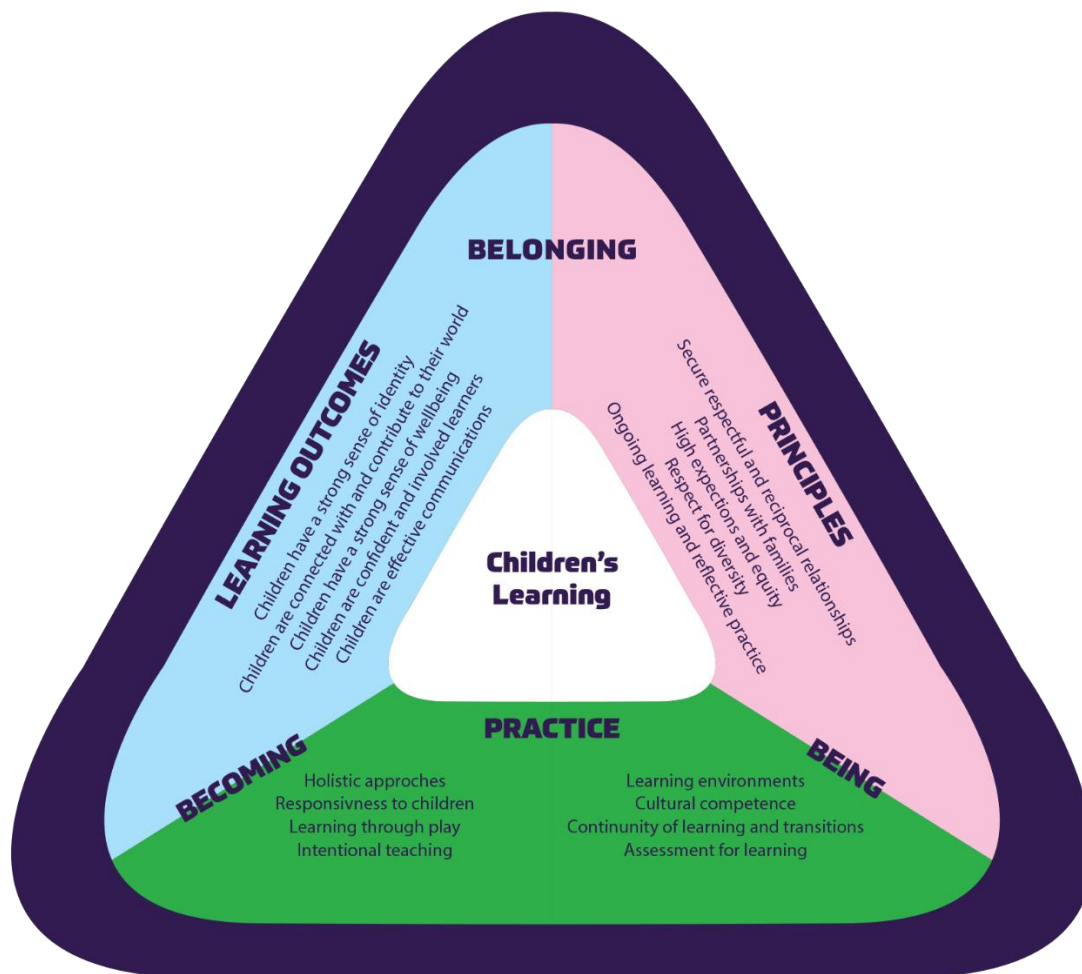 BELONGING
LEARNING OUTCOMES
Children have a strong sense of identity
Children are connected with and contribute to their world
Children have a strong sense of wellbeing
Children are confident and involved learners
Children are effective communications
PRINCIPLES
Secure respectful and reciprocal relationships
Partnerships with families
High expections and equity
Respect for diversity
Ongoing learning and reflective practice
Children's
Learning
PRACTICE
BECOMING
BEING
Holistic approches
Responsivness to children
Learning through play
Intentional teaching
Learning environments
Cultural competence
Continunity of learning and transitions
Assessment for learning